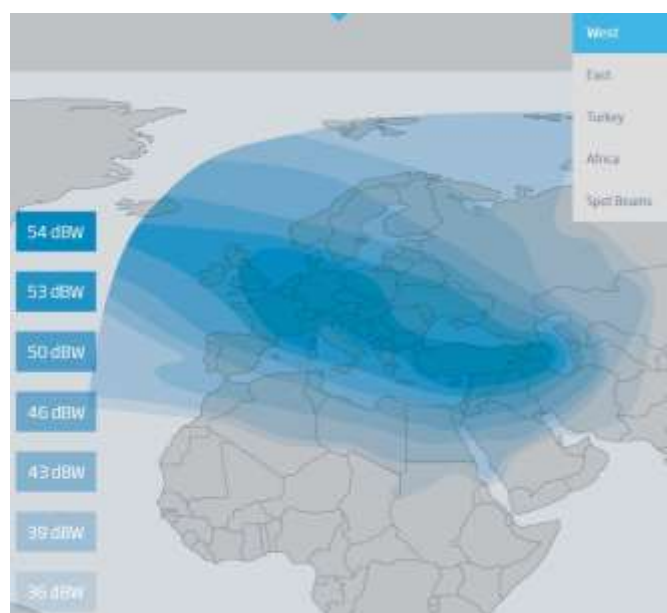 West
East
Turkey
Africa
Spot Beams
54 dBW
53 dBW
50 dBW
46 dBW
43 dBW
39 dBW
36 dBW